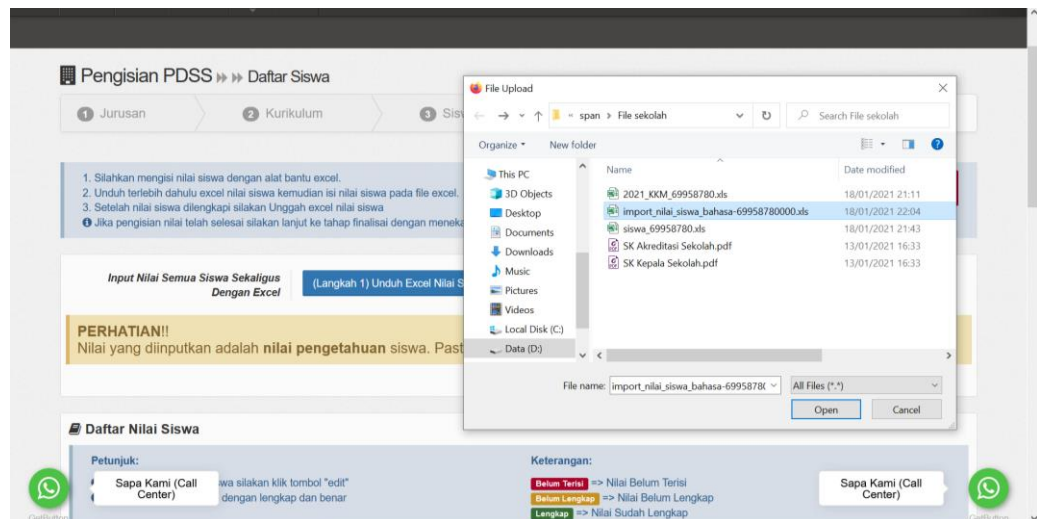 Pengisian PDSS Daftar Siswa
1 Jurusan
2 Kurikulum
3
1. Silahkan mengisi nilai siswa dengan alat bantu excel.
2. Unduh terlebih dahulu excel nilai siswa kemudian isi nilai siswa pada file excel.
3. Setelah nilai siswa dilengkapi silakan Unggah excel nilai siswa
Jika pengisian nilai telah selesai silakan lanjut ke tahap finalisasi dengan
Input Nilai Semua Siswa Sekaligus
Dengan Excel
(Langkah 1) Unduh Excel Nilai S
PERHATIAN!!
Nilai yang diinputkan adalah nilai pengetahuan siswa. Past
File Upload
« span > File sekolah
Search File sekolah
Organize
New folder
This PC
3D Objects
Desktop
Documents
Downloads
Music
Pictures
Videos
Local Disk (C:)
Data (D:)
Name Date modified
2021_KKM_69958780.xls 18/01/2021 21:11
import_nilai_siswa_bahasa-69958780000.xls 18/01/2021 22:04
siswa_69958780.xls 18/01/2021 21:43
SK Akreditasi Sekolah.pdf 13/01/2021 16:33
SK Kepala Sekolah.pdf 13/01/2021 16:33
File name: import_nilai_siswa_bahasa-6995878(
All Files (*.*)
Open
Cancel
Daftar Nilai Siswa
Petunjuk:
silakan klik tombol "edit"
dengan lengkap dan benar
Keterangan:
Belum Terisi => Nilai Belum Terisi
Belum Lengkap => Nilai Belum Lengkap
Lengkap => Nilai Sudah Lengkap
Sapa Kami (Call
Center)
Sapa Kami (Call
Center)